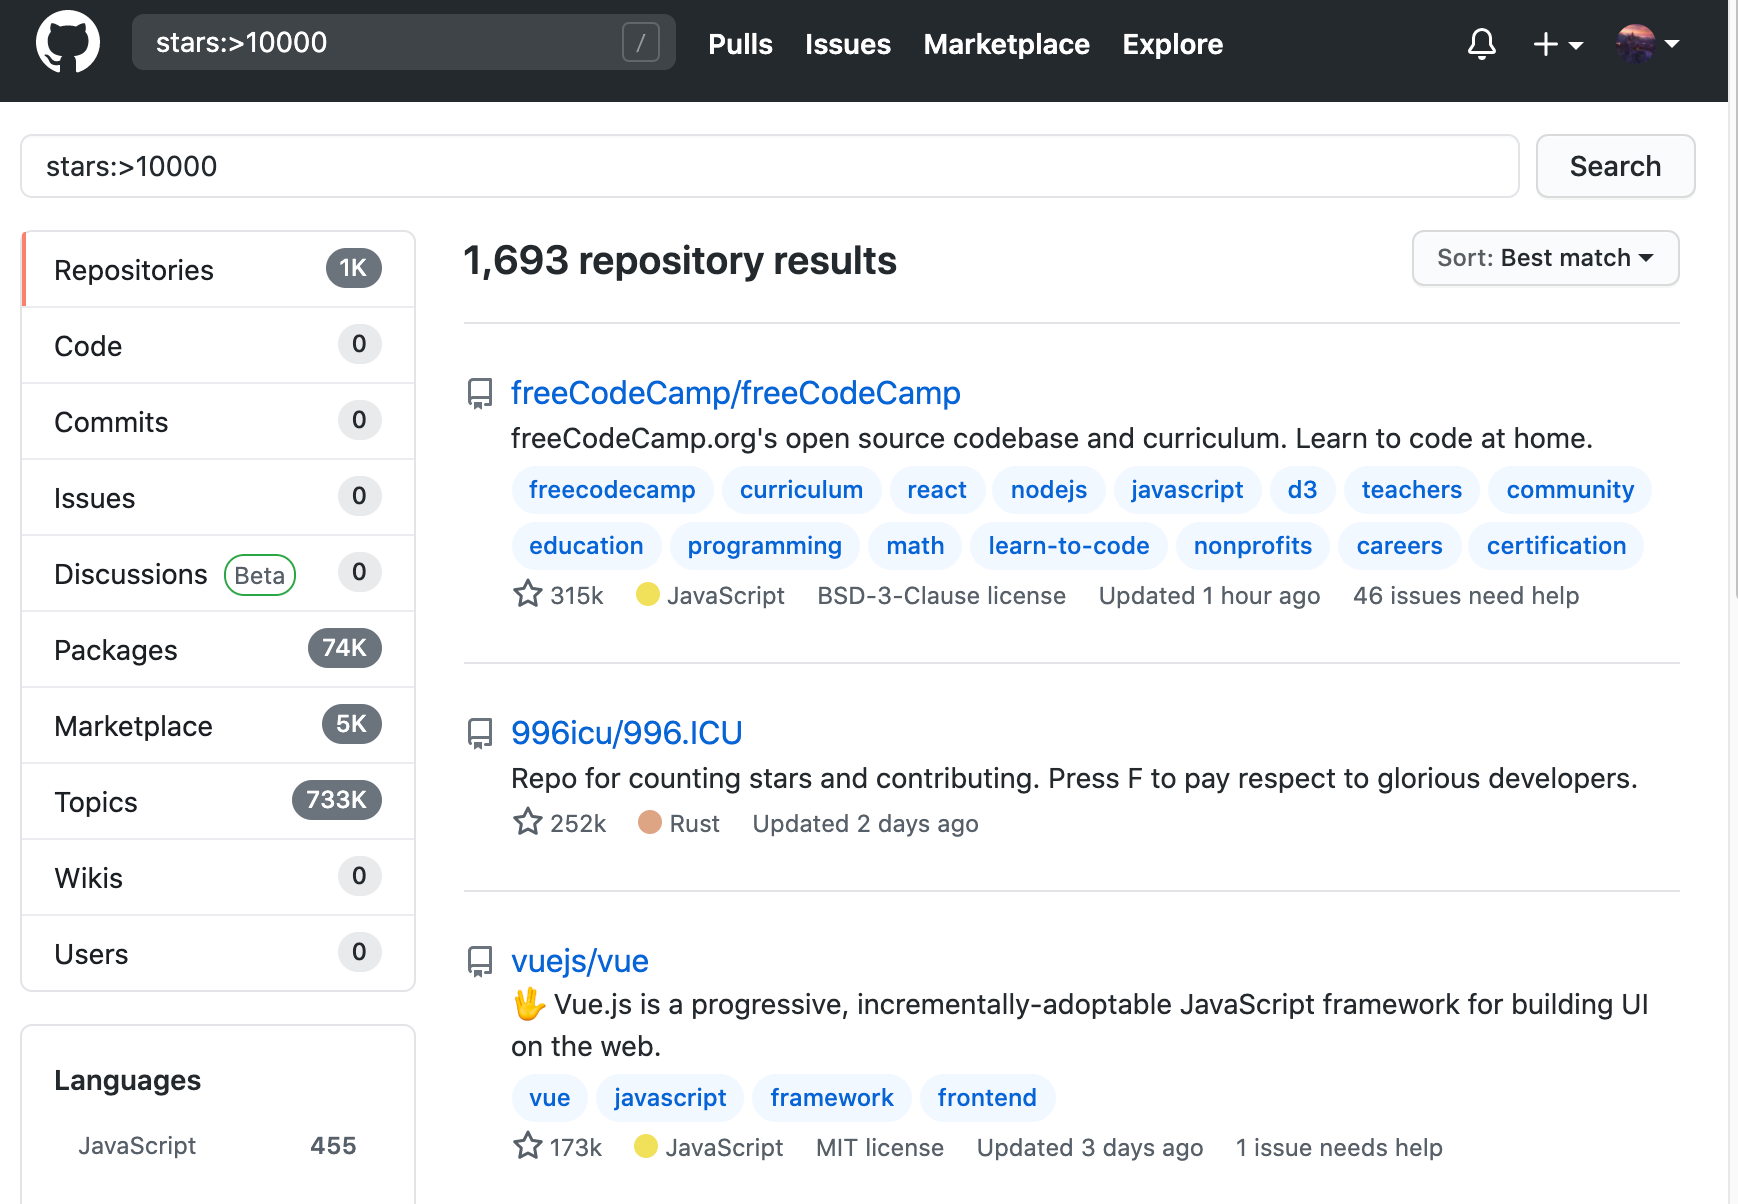 stars:>10000 / Pulls Issues Marketplace Explore
stars:>10000 Search
Repositories 1K
Code 0
Commits 0
Issues 0
Discussions Beta 0
Packages 74K
Marketplace 5K
Topics 733K
Wikis 0
Users 0
Languages
JavaScript 455
1,693 repository results Sort: Best match
freeCodeCamp/freeCodeCamp
freeCodeCamp.org's open source codebase and curriculum. Learn to code at home.
freecodecamp curriculum react nodejs javascript d3 teachers community
education programming math learn-to-code nonprofits careers certification
315k JavaScript BSD-3-Clause license Updated 1 hour ago 46 issues need help
996icu/996.ICU
Repo for counting stars and contributing. Press F to pay respect to glorious developers.
252k Rust Updated 2 days ago
vuejs/vue
🖖 Vue.js is a progressive, incrementally-adoptable JavaScript framework for building UI
on the web.
vue javascript framework frontend
173k JavaScript MIT license Updated 3 days ago 1 issue needs help